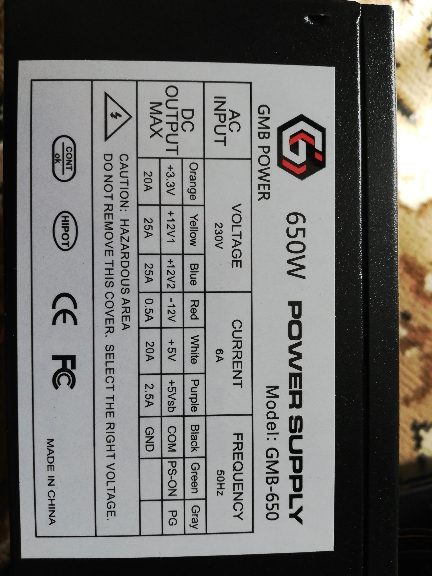 650W POWER SUPPLY
GMB POWER Model: GMB-650
AC INPUT VOLTAGE CURRENT FREQUENCY
230V 6A 50Hz
DC OUTPUT MAX Orange Yellow Blue Red White Purple Black Green Gray
+3.3V +12V1 +12V2 -12V +5V +5Vsb COM PS-ON PG
20A 25A 25A 0.5A 20A 2.5A GND
CAUTION: HAZARDOUS AREA
DO NOT REMOVE THIS COVER. SELECT THE RIGHT VOLTAGE.
CONT ok HIPOT CE FC MADE IN CHINA